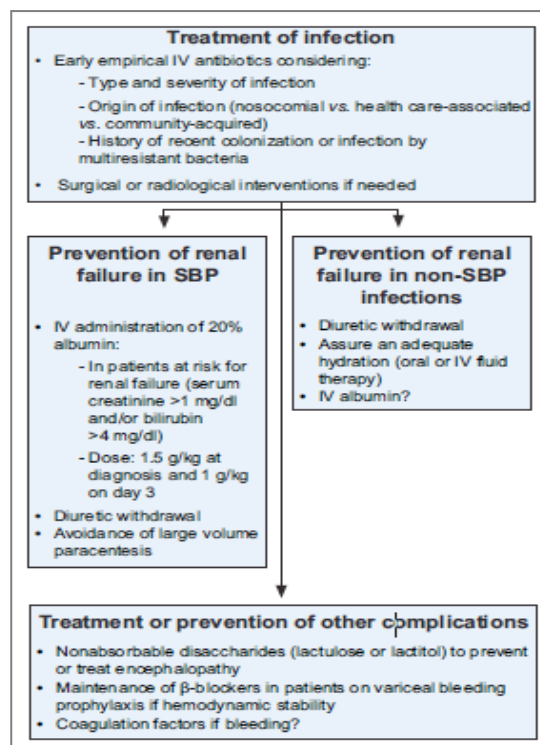 Treatment of infection
• Early empirical IV antibiotics considering:
- Type and severity of infection
- Origin of infection (nosocomial vs. health care-associated
vs. community-acquired)
- History of recent colonization or infection by
multiresistant bacteria
• Surgical or radiological interventions if needed
Prevention of renal
failure in SBP
• IV administration of 20%
albumin:
- In patients at risk for
renal failure (serum
creatinine >1 mg/dl
and/or bilirubin
>4 mg/dl)
- Dose: 1.5 g/kg at
diagnosis and 1 g/kg
on day 3
• Diuretic withdrawal
• Avoidance of large volume
paracentesis
Prevention of renal
failure in non-SBP
infections
• Diuretic withdrawal
• Assure an adequate
hydration (oral or IV fluid
therapy)
• IV albumin?
Treatment or prevention of other complications
• Nonabsorbable disaccharides (lactulose or lactitol) to prevent
or treat encephalopathy
• Maintenance of β-blockers in patients on variceal bleeding
prophylaxis if hemodynamic stability
• Coagulation factors if bleeding?